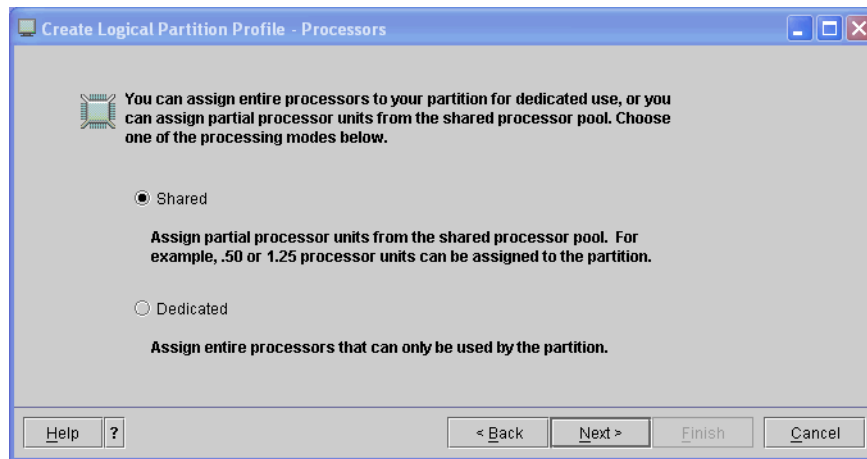 Create Logical Partition Profile - Processors
You can assign entire processors to your partition for dedicated use, or you
can assign partial processor units from the shared processor pool. Choose
one of the processing modes below.
Shared
Assign partial processor units from the shared processor pool.  For
example, .50 or 1.25 processor units can be assigned to the partition.
Dedicated
Assign entire processors that can only be used by the partition.
Help ? < Back Next > Finish Cancel